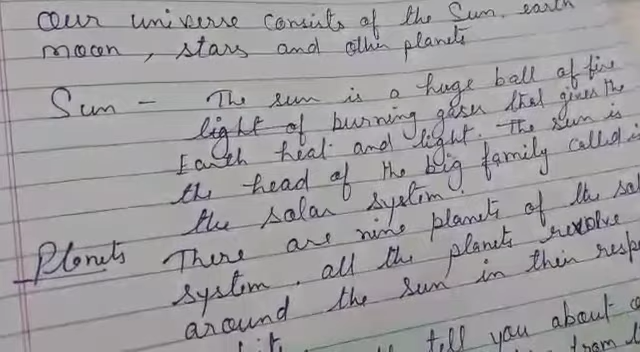 Our universe consists of the Sun. earth
moon, stars and other planets
Sun - The sun is a huge ball of fire
light of burning gases that gives the
Earth heat and light. The sun is
the head of the big family called
the solar system.
Planets There are nine planets of the
system. all the planets revolve
around the sun in their
tell you about
from